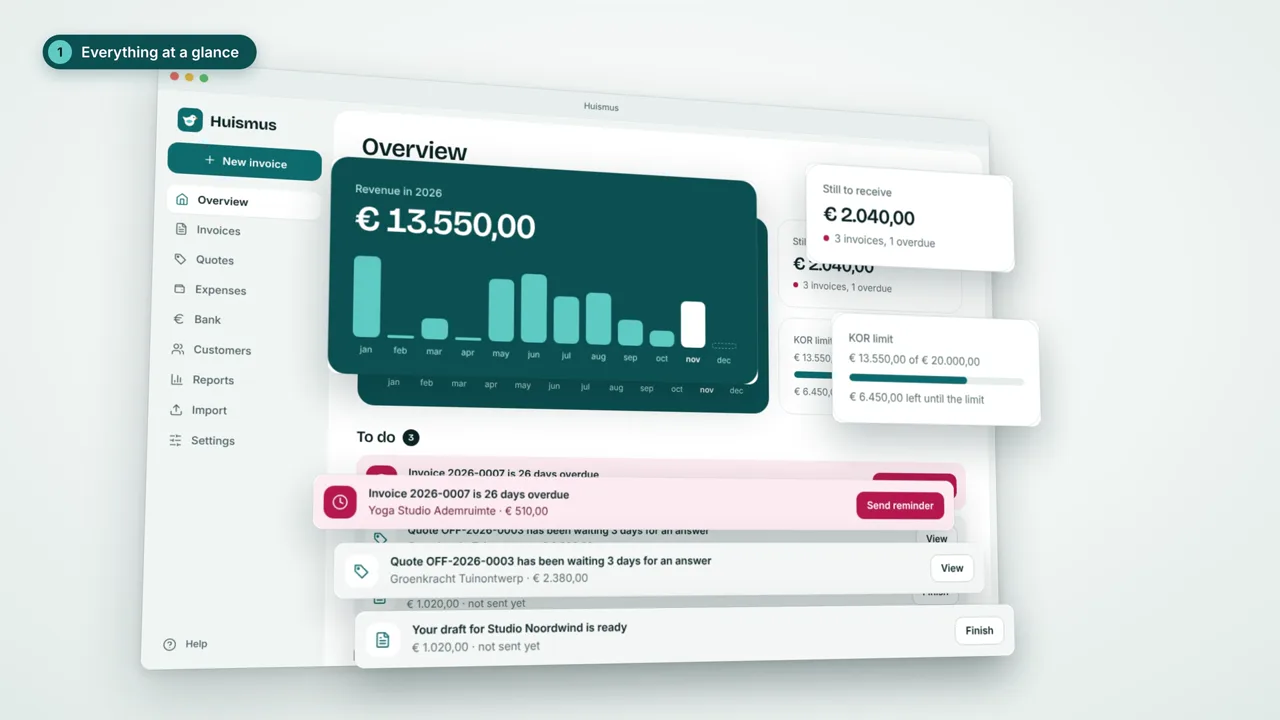 1 Everything at a glance
Huismus
Huismus
+ New invoice
Overview
Invoices
Quotes
Expenses
€ Bank
Customers
Reports
Import
Settings
Help
Overview
Revenue in 2026
€ 13.550,00
jan feb mar apr may jun jul aug sep oct nov dec
jan feb mar apr may jun jul aug sep oct nov dec
Still to receive
€ 2.040,00
3 invoices, 1 overdue
Stil
€ 2.040,00
3 invoices, 1 overdue
KOR limit
€ 13.550,00 of € 20.000,00
€ 6.450,00 left until the limit
KOR limit
€ 13.550,
€ 6.450,
To do 3
Invoice 2026-0007 is 26 days overdue
Invoice 2026-0007 is 26 days overdue
Yoga Studio Ademruimte · € 510,00
Send reminder
Quote OFF-2026-0003 has been waiting 3 days for an answer
View
Quote OFF-2026-0003 has been waiting 3 days for an answer
Groenkracht Tuinontwerp · € 2.380,00
View
Finish
€ 1.020,00 · not sent yet
Your draft for Studio Noordwind is ready
€ 1.020,00 · not sent yet
Finish